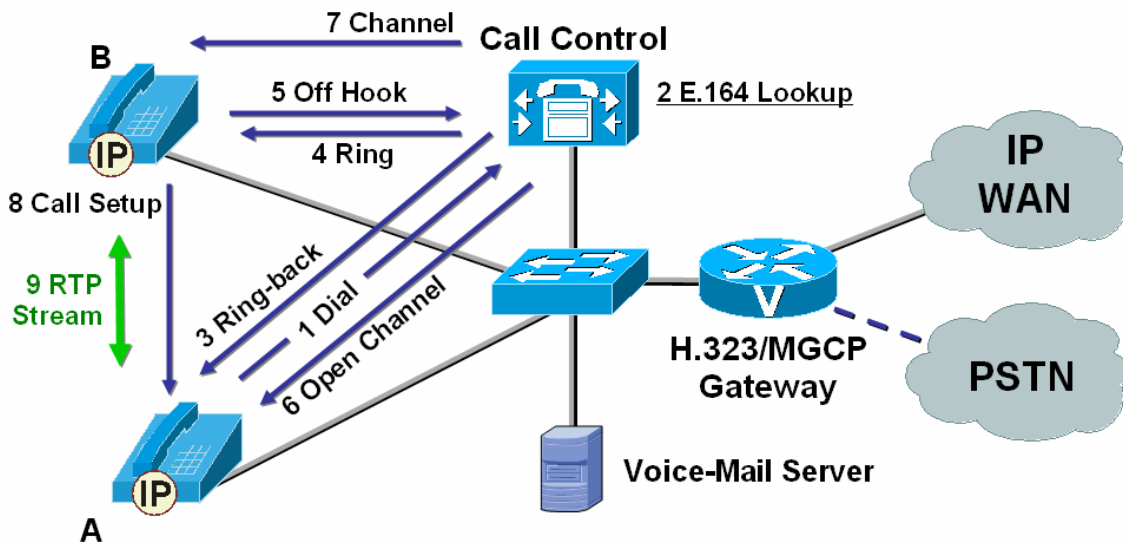 7 Channel
Call Control
B
5 Off Hook
2 E.164 Lookup
4 Ring
IP
IP
WAN
8 Call Setup
9 RTP
Stream
3 Ring-back
1 Dial
6 Open Channel
V
H.323/MGCP
Gateway
PSTN
Voice-Mail Server
IP
A